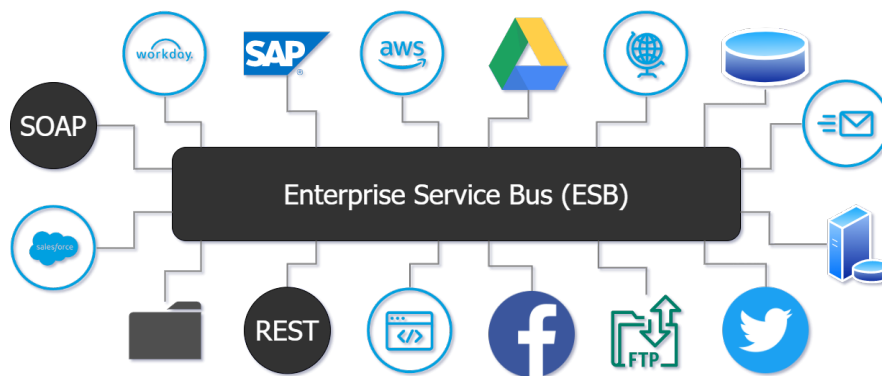 workday
SAP
®
aws
SOAP
Enterprise Service Bus (ESB)
salesforce
REST
</>
f
FTP